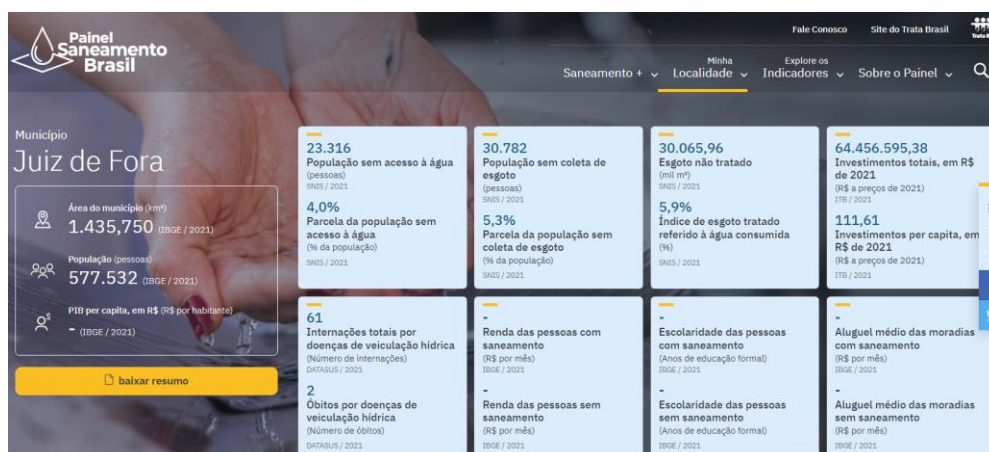 Painel
Saneamento
Brasil
Fale Conosco
Site do Trata Brasil
Saneamento +
Minha
Localidade
Explore os
Indicadores
Sobre o Painel
Município
Juiz de Fora
Área do município (km²)
1.435,750 (IBGE / 2021)
População (pessoas)
577.532 (IBGE / 2021)
PIB per capita, em R$ (R$ por habitante)
- (IBGE / 2021)
baixar resumo
23.316
População sem acesso à água
(pessoas)
SNIS / 2021
4,0%
Parcela da população sem
acesso à água
(% da população)
SNIS / 2021
30.782
População sem coleta de
esgoto
(pessoas)
SNIS / 2021
5,3%
Parcela da população sem
coleta de esgoto
(% da população)
SNIS / 2021
30.065,96
Esgoto não tratado
(mil m³)
SNIS / 2021
5,9%
Índice de esgoto tratado
referido à água consumida
(%)
SNIS / 2021
64.456.595,38
Investimentos totais, em R$
de 2021
(R$ a preços de 2021)
ITB / 2021
111,61
Investimentos per capita, em
R$ de 2021
(R$ a preços de 2021)
ITB / 2021
61
Internações totais por
doenças de veiculação hídrica
(Número de internações)
DATASUS / 2021
2
Óbitos por doenças de
veiculação hídrica
(Número de óbitos)
DATASUS / 2021
-
Renda das pessoas com
saneamento
(R$ por mês)
IBGE / 2021
-
Renda das pessoas sem
saneamento
(R$ por mês)
IBGE / 2021
-
Escolaridade das pessoas
com saneamento
(Anos de educação formal)
IBGE / 2021
-
Escolaridade das pessoas
sem saneamento
(Anos de educação formal)
IBGE / 2021
-
Aluguel médio das moradias
com saneamento
(R$ por mês)
IBGE / 2021
-
Aluguel médio das moradias
sem saneamento
(R$ por mês)
IBGE / 2021